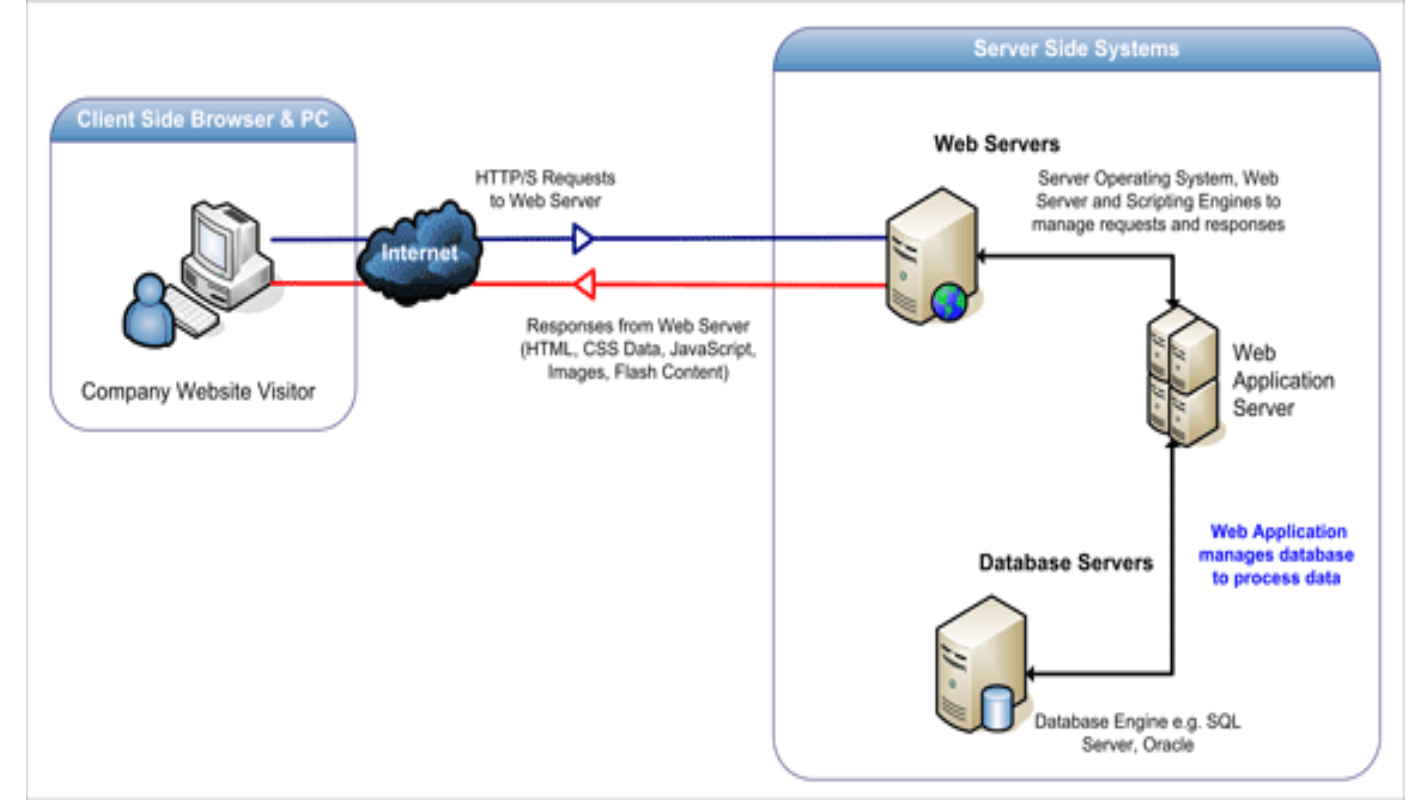 Server Side Systems
Client Side Browser & PC
Web Servers
HTTP/S Requests
to Web Server
Server Operating System, Web
Server and Scripting Engines to
manage requests and responses
Internet
Responses from Web Server
(HTML, CSS Data, JavaScript,
Images, Flash Content)
Company Website Visitor
Web
Application
Server
Web Application
manages database
to process data
Database Servers
Database Engine e.g. SQL
Server, Oracle